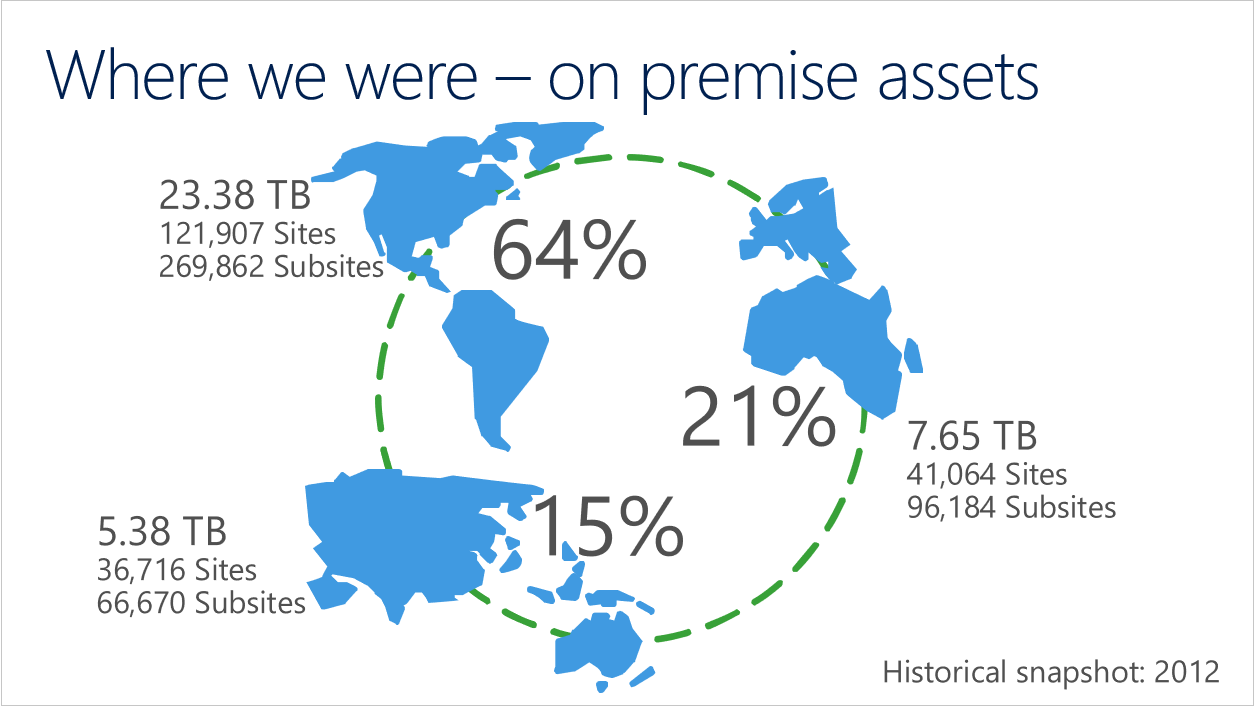 Where we were – on premise assets
23.38 TB
121,907 Sites
269,862 Subsites
64%
21%
7.65 TB
41,064 Sites
96,184 Subsites
15%
5.38 TB
36,716 Sites
66,670 Subsites
Historical snapshot: 2012